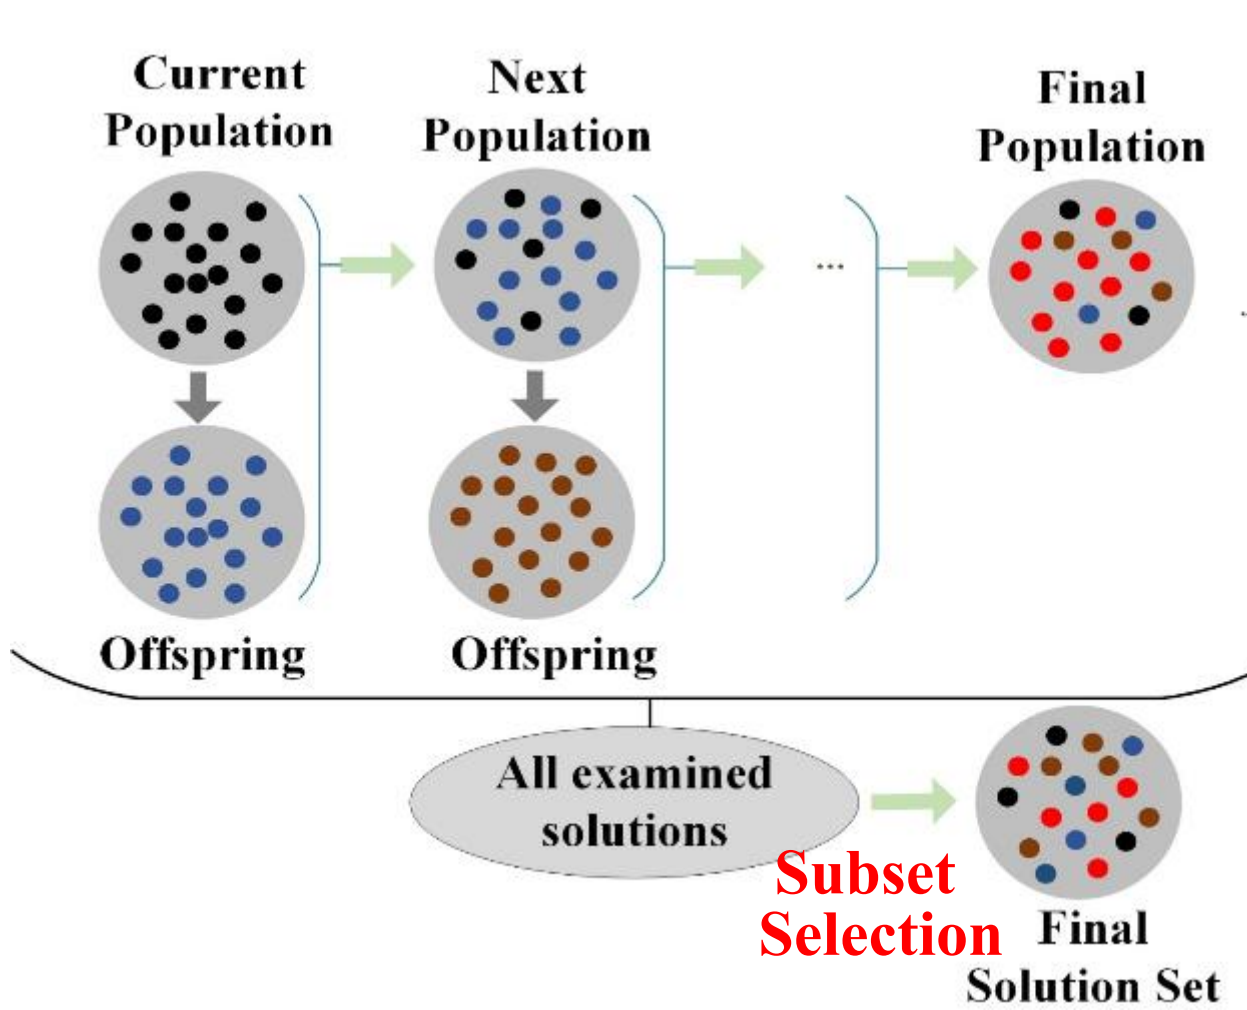 Current
Population
Next
Population
Final
Population
...
Offspring
Offspring
All examined
solutions
Subset
Selection
Final
Solution Set